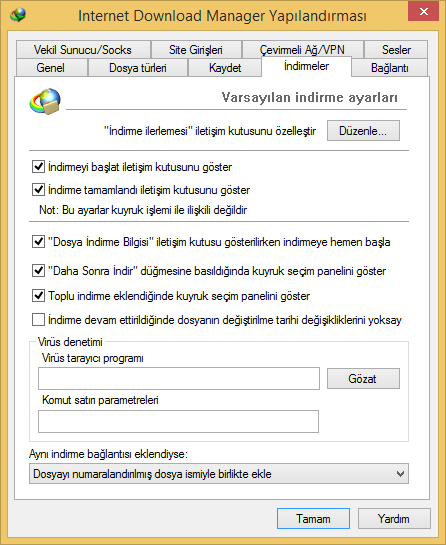 Internet Download Manager Yapılandırması
Vekil Sunucu/Socks Site Girişleri Çevirmeli Ağ/VPN Sesler
Genel Dosya türleri Kaydet İndirmeler Bağlantı
Varsayılan indirme ayarları
"İndirme ilerlemesi" iletişim kutusunu özelleştir Düzenle...
İndirmeyi başlat iletişim kutusunu göster
İndirme tamamlandı iletişim kutusunu göster
Not: Bu ayarlar kuyruk işlemi ile ilişkili değildir
"Dosya İndirme Bilgisi" iletişim kutusu gösterilirken indirmeye hemen başla
"Daha Sonra İndir" düğmesine basıldığında kuyruk seçim panelini göster
Toplu indirme eklendiğinde kuyruk seçim panelini göster
İndirme devam ettirildiğinde dosyanın değiştirilme tarihi değişikliklerini yoksay
Virüs denetimi
Virüs tarayıcı programı
Gözat
Komut satırı parametreleri
Aynı indirme bağlantısı eklendiyse:
Dosyayı numaralandırılmış dosya ismiyle birlikte ekle
Tamam Yardım